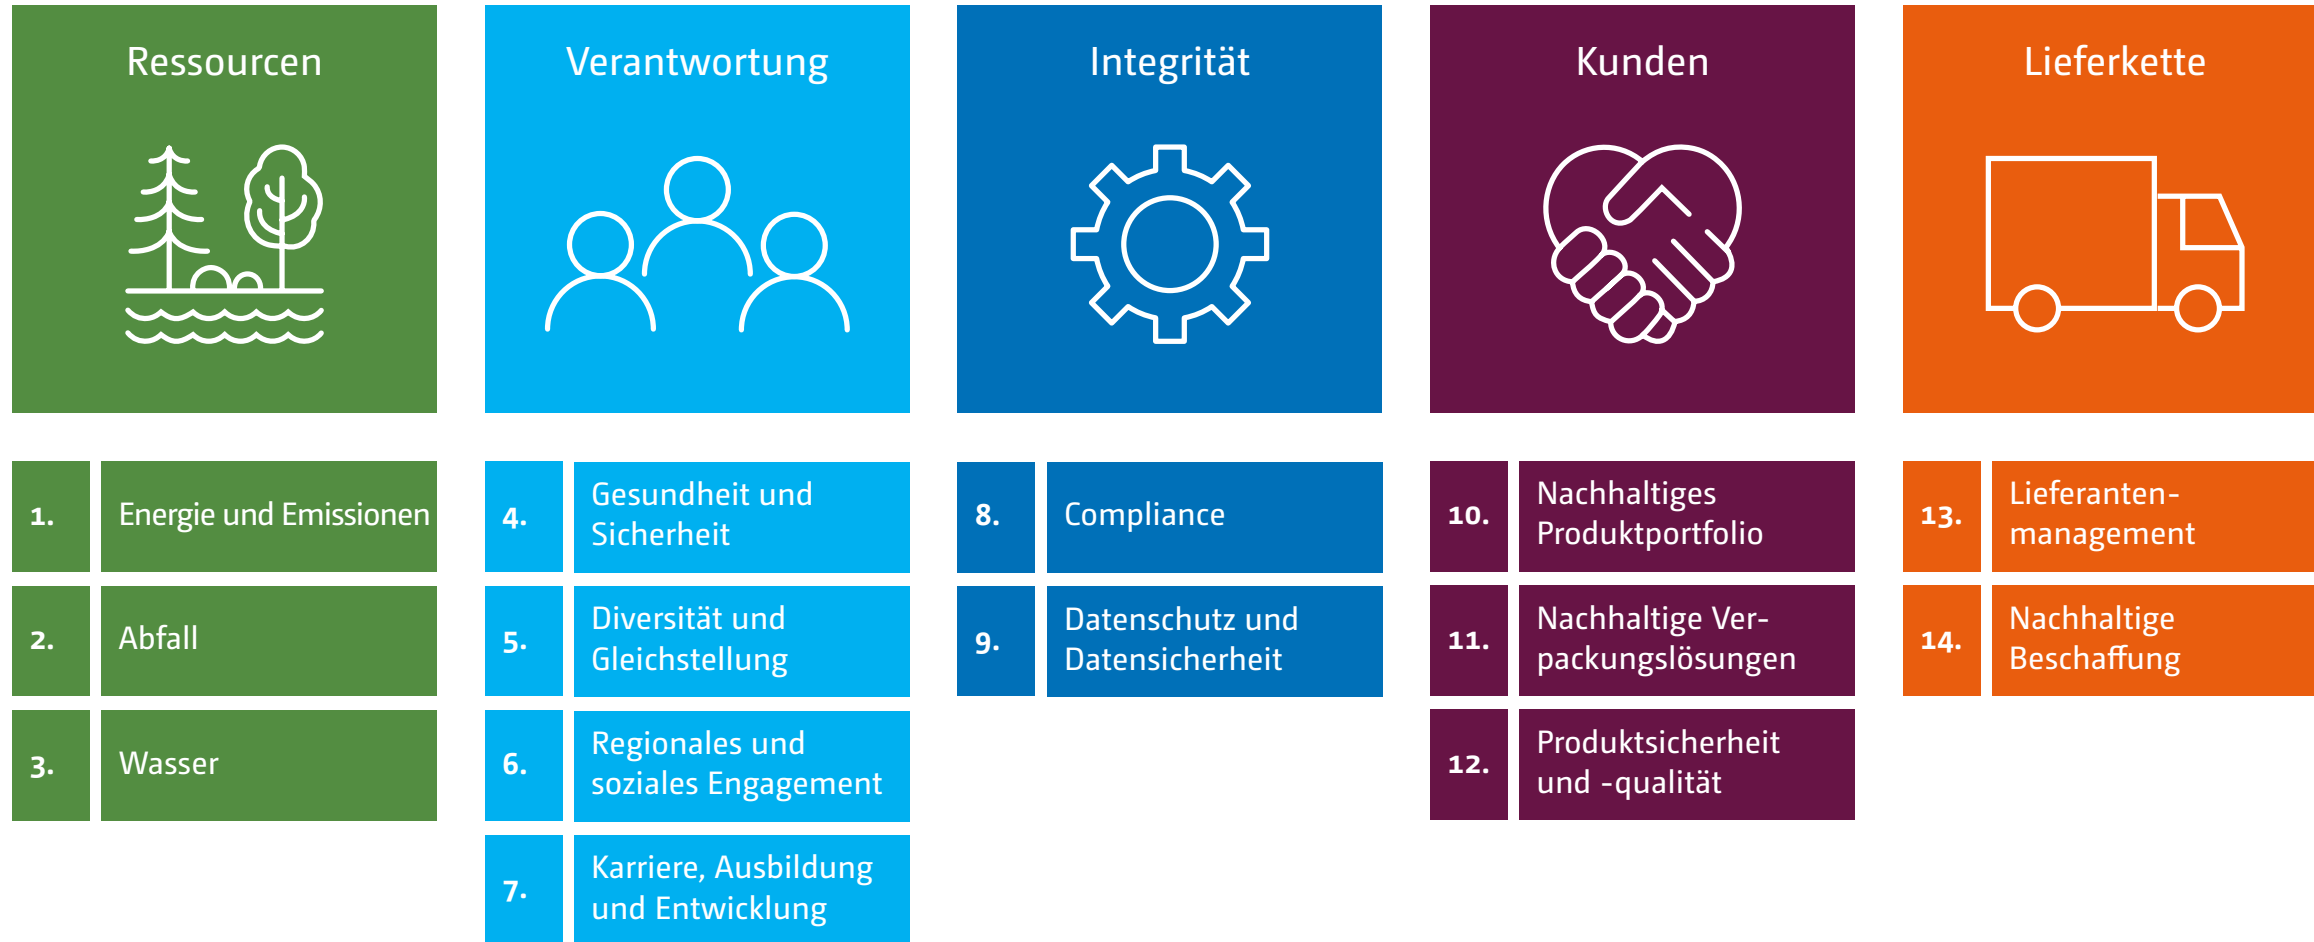 Ressourcen
1.
Energie und Emissionen
2.
Abfall
3.
Wasser
Verantwortung
4.
Gesundheit und
Sicherheit
5.
Diversität und
Gleichstellung
6.
Regionales und
soziales Engagement
7.
Karriere, Ausbildung
und Entwicklung
Integrität
8.
Compliance
9.
Datenschutz und
Datensicherheit
Kunden
10.
Nachhaltiges
Produktportfolio
11.
Nachhaltige Ver-
packungslösungen
12.
Produktsicherheit
und -qualität
Lieferkette
13.
Lieferanten-
management
14.
Nachhaltige
Beschaffung